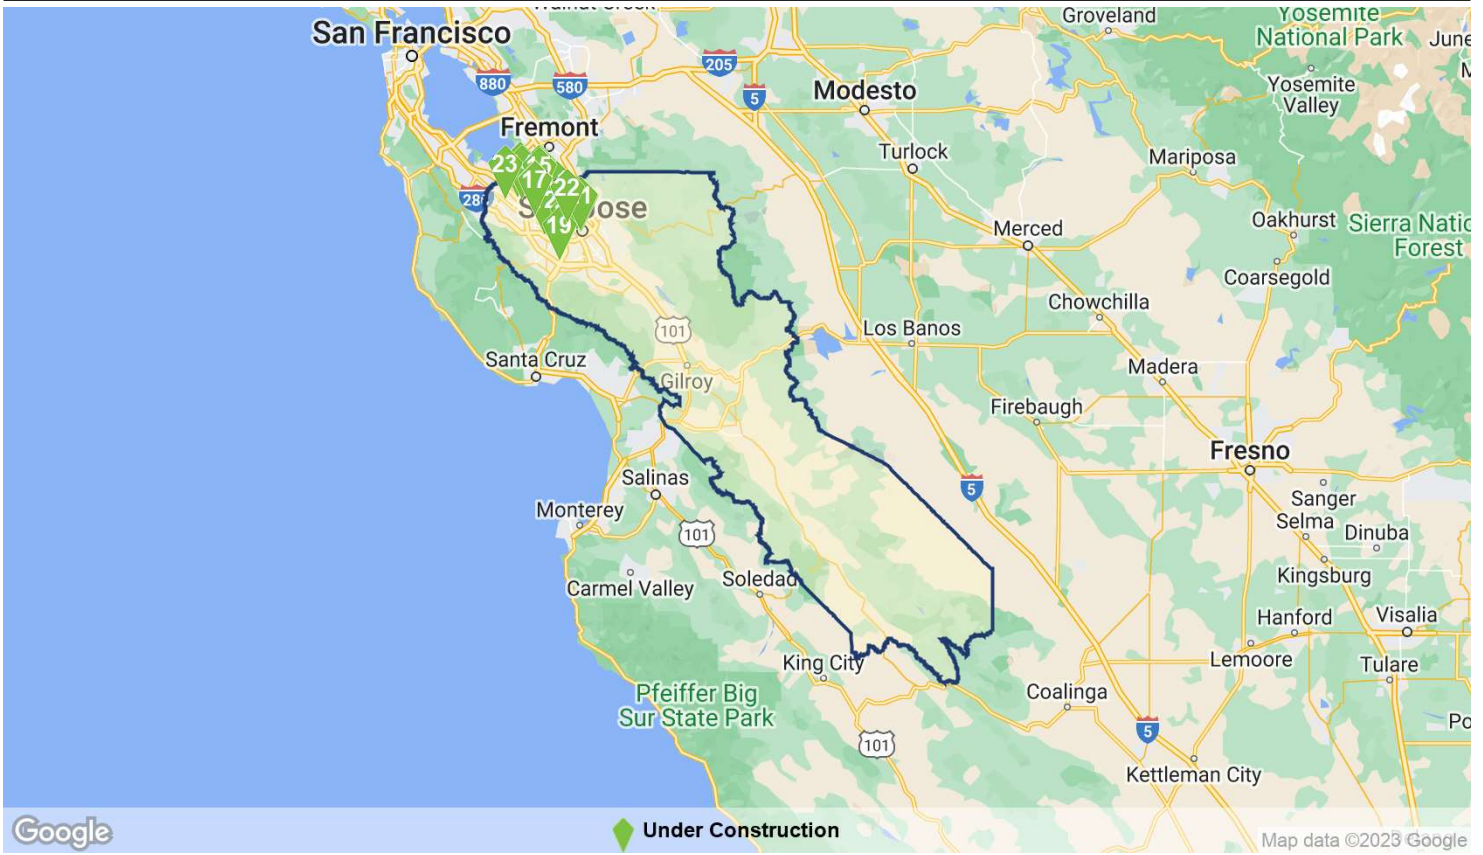 San Francisco
Groveland
Yosemite
National Park
June
880
580
205
5
Modesto
Yosemite
Valley
Fremont
23
15
17
22
19
280
Turlock
Mariposa
Merced
Oakhurst
Coarsegold
Chowchilla
Los Banos
101
Santa Cruz
Gilroy
Madera
Firebaugh
Fresno
5
Salinas
Monterey
101
Sanger
Selma
Dinuba
Kingsburg
Carmel Valley
Soledad
Hanford
Visalia
Lemoore
Tulare
King City
Pfeiffer Big
Sur State Park
Coalinga
101
5
Kettleman City
Google
Under Construction
Map data ©2023 Google